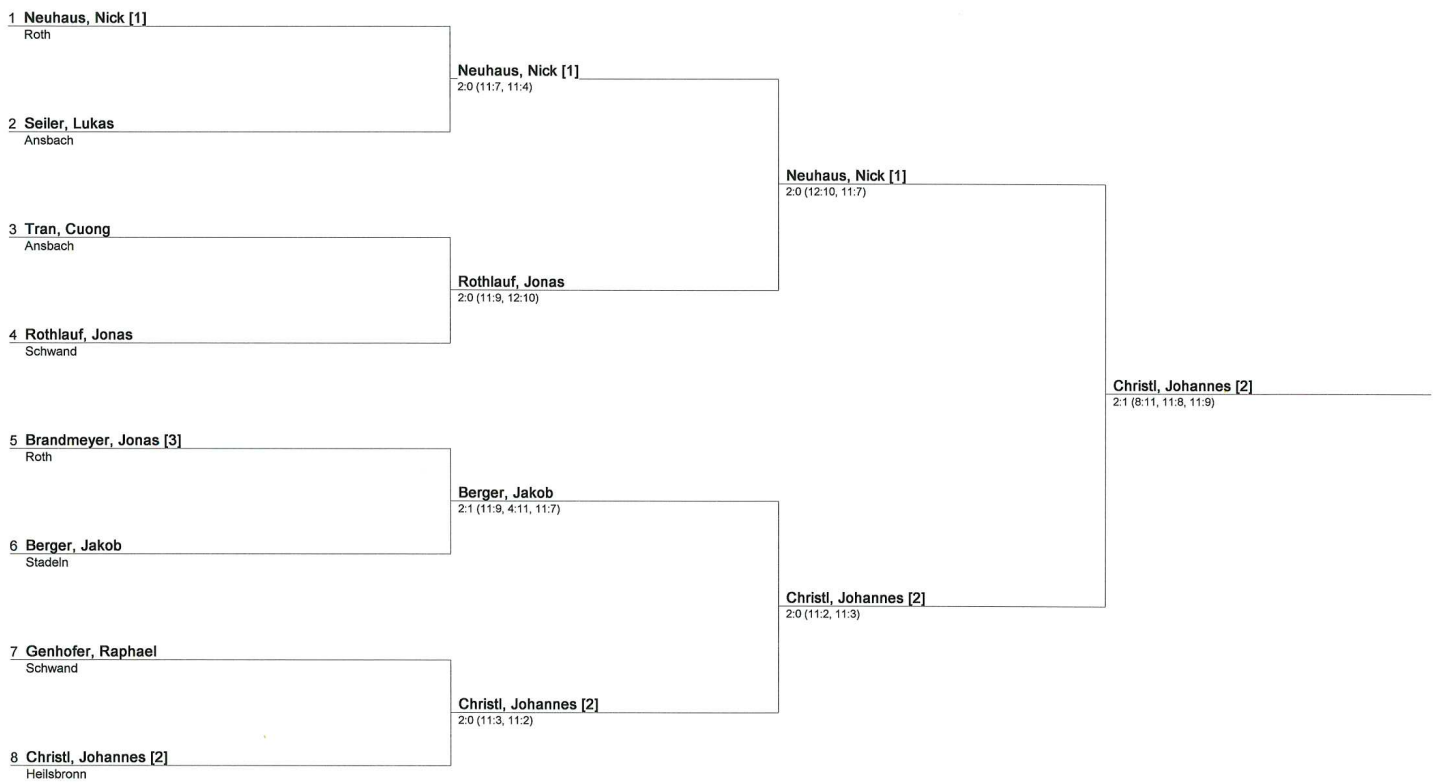 1 Neuhaus, Nick [1]
Roth
Neuhaus, Nick [1]
2:0 (11:7, 11:4)
2 Seiler, Lukas
Ansbach
Neuhaus, Nick [1]
2:0 (12:10, 11:7)
3 Tran, Cuong
Ansbach
Rothlauf, Jonas
2:0 (11:9, 12:10)
4 Rothlauf, Jonas
Schwand
Christl, Johannes [2]
2:1 (8:11, 11:8, 11:9)
5 Brandmeyer, Jonas [3]
Roth
Berger, Jakob
2:1 (11:9, 4:11, 11:7)
6 Berger, Jakob
Stadeln
Christl, Johannes [2]
2:0 (11:2, 11:3)
7 Genhofer, Raphael
Schwand
Christl, Johannes [2]
2:0 (11:3, 11:2)
8 Christl, Johannes [2]
Heilsbronn